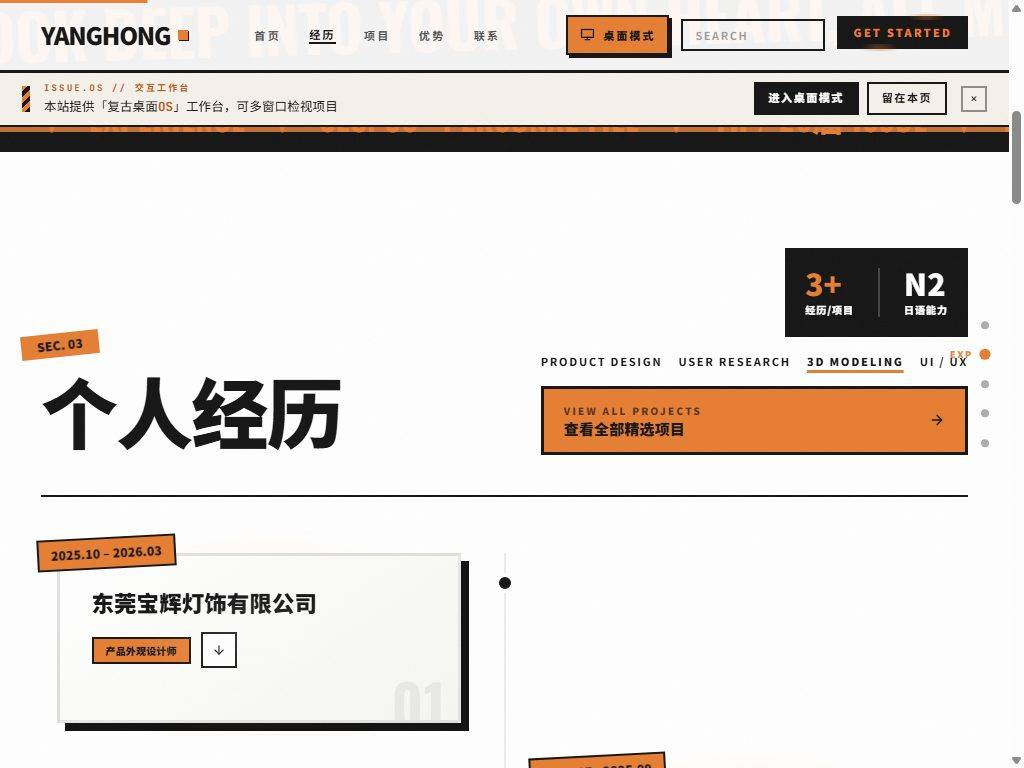 YANGHONG
首页
经历
项目
优势
联系
桌面模式
SEARCH
GET STARTED
ISSUE.OS // 交互工作台
本站提供「复古桌面OS」工作台，可多窗口检视项目
进入桌面模式
留在本页
×
3+
经历/项目
N2
日语能力
SEC. 03
个人经历
EXP
PRODUCT DESIGN
USER RESEARCH
3D MODELING
UI / UX
VIEW ALL PROJECTS
查看全部精选项目
2025.10 – 2026.03
东莞宝辉灯饰有限公司
产品外观设计师
01